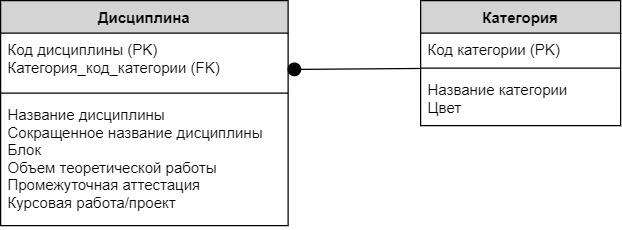 Дисциплина
Код дисциплины (PK)
Категория_код_категории (FK)
Название дисциплины
Сокращенное название дисциплины
Блок
Объем теоретической работы
Промежуточная аттестация
Курсовая работа/проект
Категория
Код категории (PK)
Название категории
Цвет